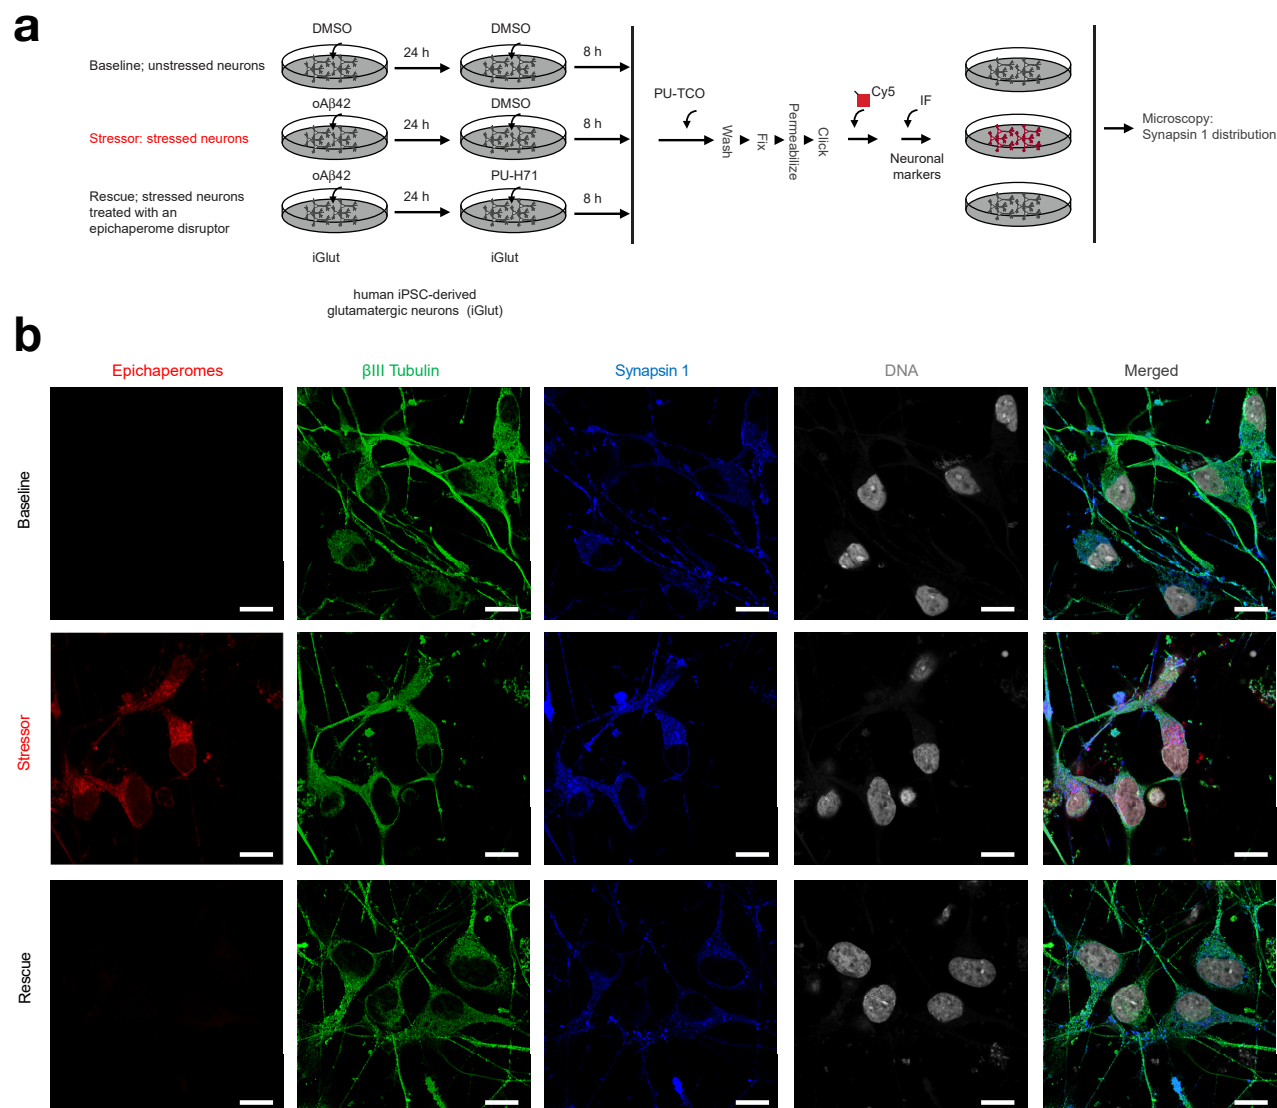 a
DMSO
DMSO
Baseline; unstressed neurons
24 h
8 h
oAβ42
DMSO
Stressor: stressed neurons
24 h
8 h
oAβ42
PU-H71
Rescue; stressed neurons
treated with an
epichaperome disruptor
24 h
8 h
iGlut
iGlut
human iPSC-derived
glutamatergic neurons (iGlut)
PU-TCO
Wash
Fix
Permeabilize
Click
Cy5
IF
Neuronal
markers
Microscopy:
Synapsin 1 distribution
b
Epichaperomes
βIII Tubulin
Synapsin 1
DNA
Merged
Baseline
Stressor
Rescue